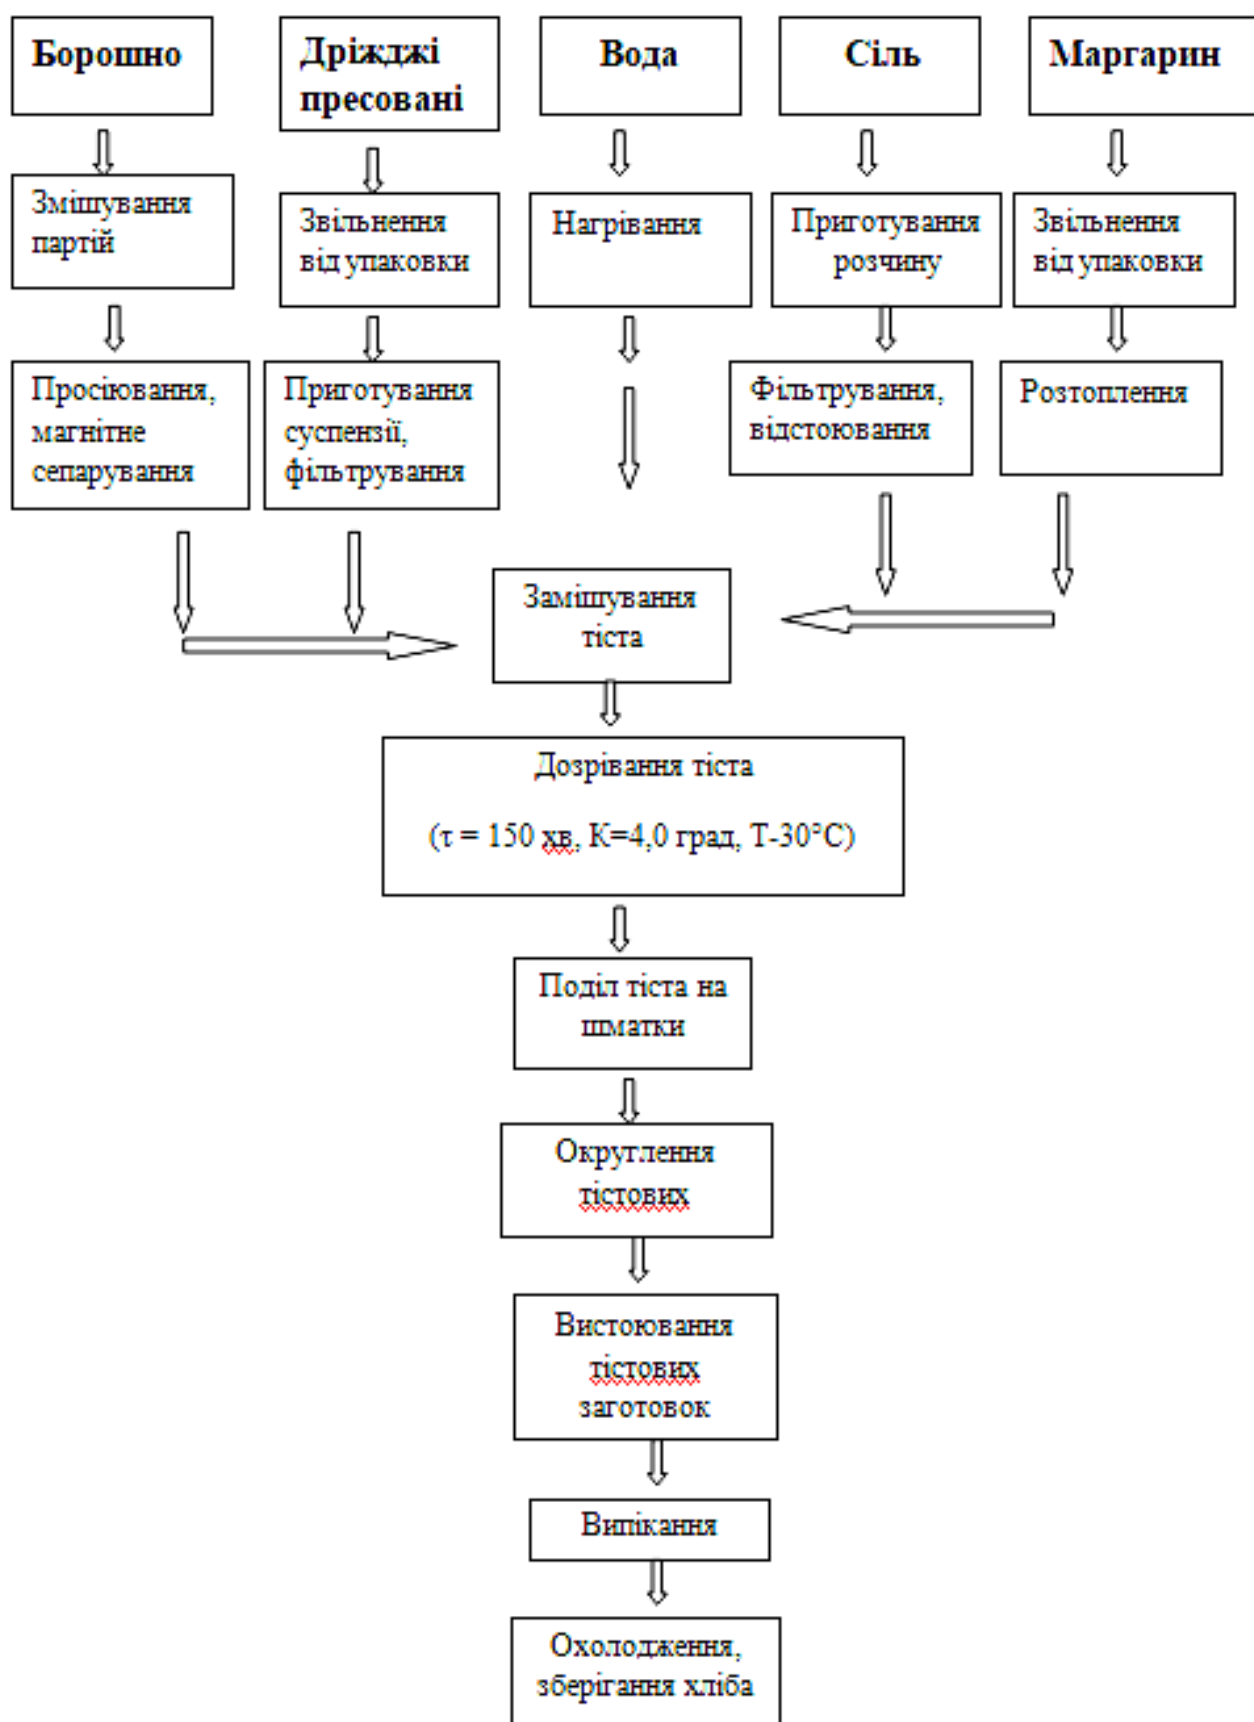 Борошно
Дріжджі
пресовані
Вода
Сіль
Маргарин
Змішування
партій
Звільнення
від упаковки
Нагрівання
Приготування
розчину
Звільнення
від упаковки
Просіювання,
магнітне
сепарування
Приготування
суспензії,
фільтрування
Фільтрування,
відстоювання
Розтоплення
Замішування
тіста
Дозрівання тіста
(τ = 150 хв, К=4,0 град, Т-30°С)
Поділ тіста на
шматки
Округлення
тістових
Вистоювання
тістових
заготовок
Випікання
Охолодження,
зберігання хліба